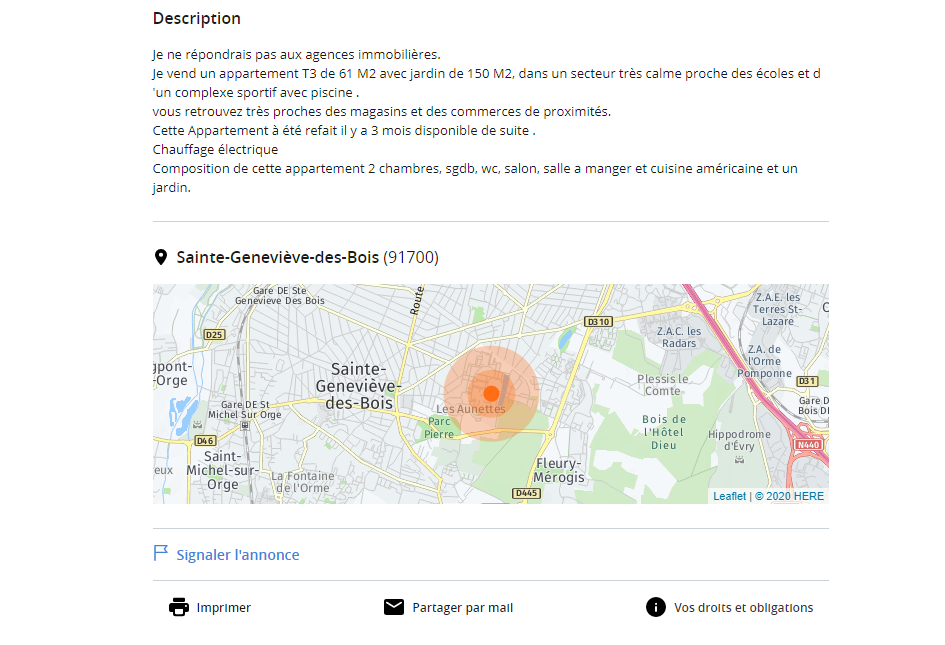 Description
Je ne répondrais pas aux agences immobilières.
Je vend un appartement T3 de 61 M2 avec jardin de 150 M2, dans un secteur très calme proche des écoles et d
'un complexe sportif avec piscine .
vous retrouvez très proches des magasins et des commerces de proximités.
Cette Appartement à été refait il y a 3 mois disponible de suite .
Chauffage électrique
Composition de cette appartement 2 chambres, sgdb, wc, salon, salle a manger et cuisine américaine et un
jardin.
Sainte-Geneviève-des-Bois (91700)
Gare DE Ste
Genevieve Des Bois
Route
Z.A.E. les
Terres St-
Lazare
D25
D310
Z.A.C. les
Radars
Z.A. de
l'Orme
Pomponne
gpont-
-Orge
Sainte-
Geneviève-
des-Bois
Plessis le
Comte
D31
Gare DE St
Michel Sur Orge
Les Aunettes
Parc
Pierre
Gare D
Bois DI
Bois de
l'Hôtel
Dieu
Hippodrome
d'Évry
N440
D46
Saint-
Michel-sur-
Orge
eux
La Fontaine
de l'Orme
Fleury-
Mérogis
D445
Leaflet | © 2020 HERE
Signaler l'annonce
Imprimer
Partager par mail
Vos droits et obligations